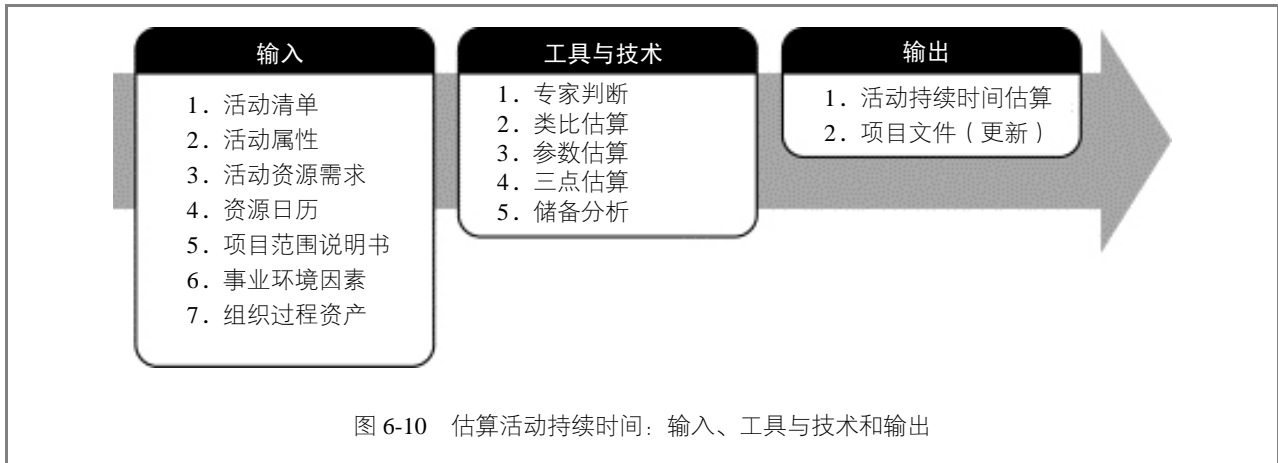 输入
1．活动清单
2．活动属性
3．活动资源需求
4．资源日历
5．项目范围说明书
6．事业环境因素
7．组织过程资产
工具与技术
1．专家判断
2．类比估算
3．参数估算
4．三点估算
5．储备分析
输出
1．活动持续时间估算
2．项目文件（更新）
图 6-10 估算活动持续时间：输入、工具与技术和输出